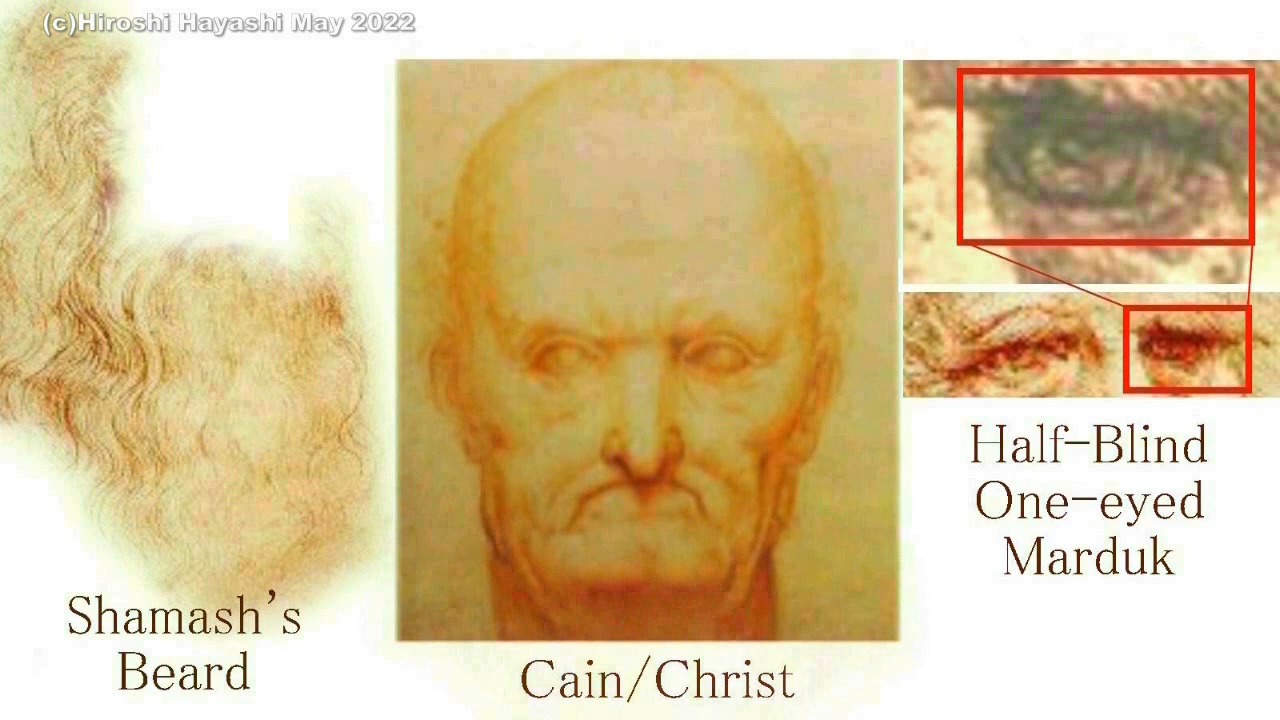 (c)Hiroshi Hayashi May 2022
Shamash's
Beard
Cain/Christ
Half-Blind
One-eyed
Marduk